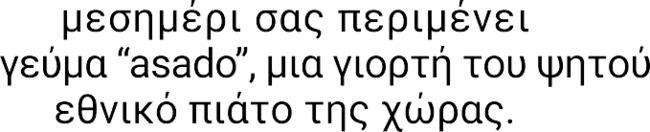 μεσημέρι σας περιμένει
γεύμα “asado”, μια γιορτή του ψητού
εθνικό πιάτο της χώρας.